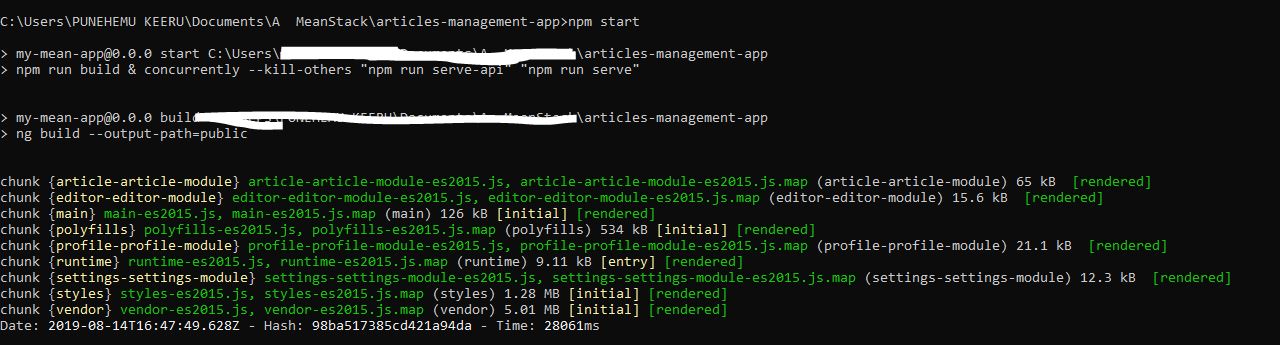 C:\Users\PUNEHEMU KEERU\Documents\A  MeanStack\articles-management-app>npm start
> my-mean-app@0.0.0 start C:\Users\ \articles-management-app
> npm run build & concurrently --kill-others "npm run serve-api" "npm run serve"
> my-mean-app@0.0.0 build \articles-management-app
> ng build --output-path=public
chunk {article-article-module} article-article-module-es2015.js, article-article-module-es2015.js.map (article-article-module) 65 kB  [rendered]
chunk {editor-editor-module} editor-editor-module-es2015.js, editor-editor-module-es2015.js.map (editor-editor-module) 15.6 kB  [rendered]
chunk {main} main-es2015.js, main-es2015.js.map (main) 126 kB [initial] [rendered]
chunk {polyfills} polyfills-es2015.js, polyfills-es2015.js.map (polyfills) 534 kB [initial] [rendered]
chunk {profile-profile-module} profile-profile-module-es2015.js, profile-profile-module-es2015.js.map (profile-profile-module) 21.1 kB  [rendered]
chunk {runtime} runtime-es2015.js, runtime-es2015.js.map (runtime) 9.11 kB [entry] [rendered]
chunk {settings-settings-module} settings-settings-module-es2015.js, settings-settings-module-es2015.js.map (settings-settings-module) 12.3 kB  [rendered]
chunk {styles} styles-es2015.js, styles-es2015.js.map (styles) 1.28 MB [initial] [rendered]
chunk {vendor} vendor-es2015.js, vendor-es2015.js.map (vendor) 5.01 MB [initial] [rendered]
Date: 2019-08-14T16:47:49.628Z - Hash: 98ba517385cd421a94da - Time: 28061ms